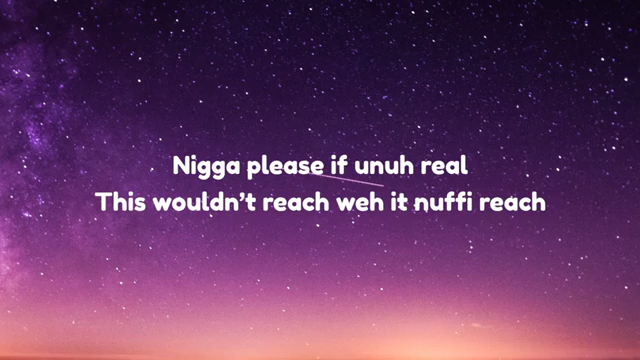 Nigga please if unuh real
This wouldn’t reach weh it nuffi reach